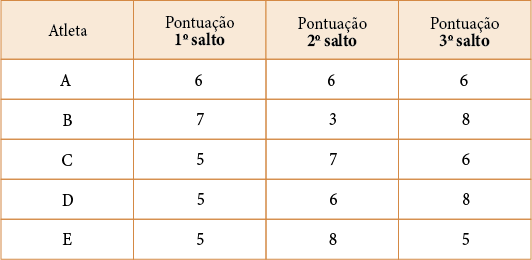 Atleta Pontuação 1º salto Pontuação 2º salto Pontuação 3º salto
A 6 6 6
B 7 3 8
C 5 7 6
D 5 6 8
E 5 8 5